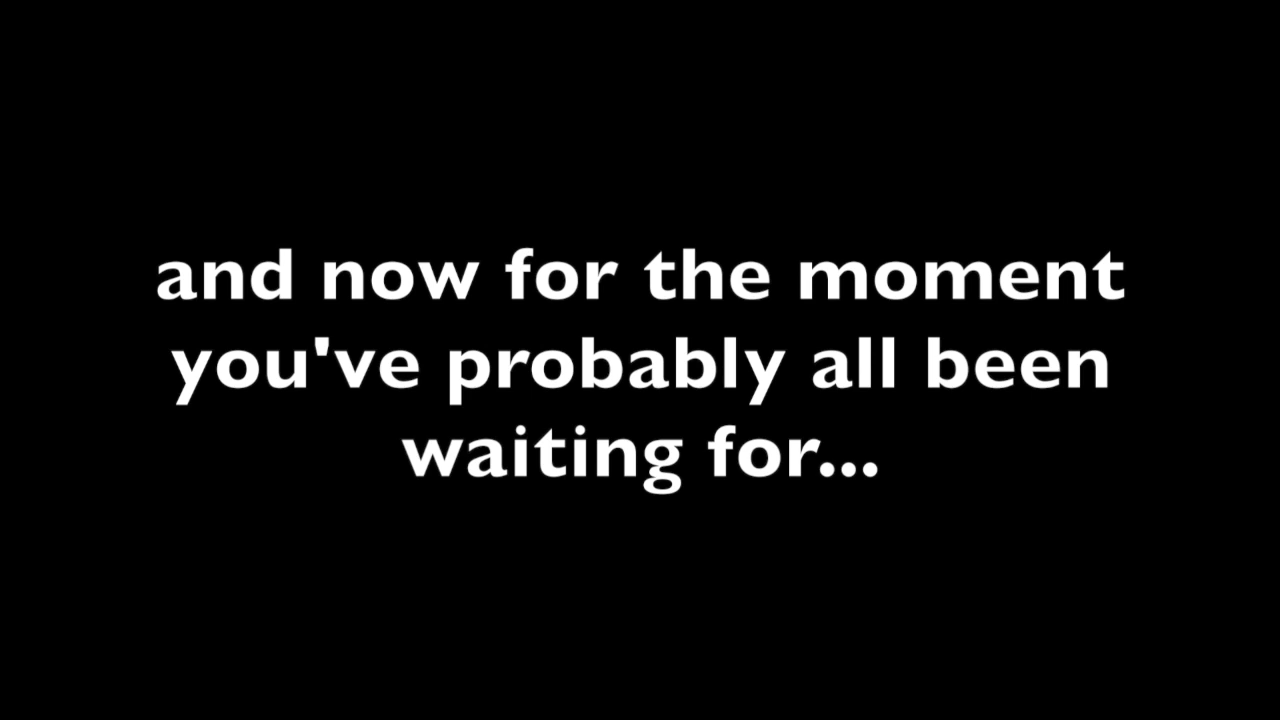 and now for the moment
you've probably all been
waiting for...